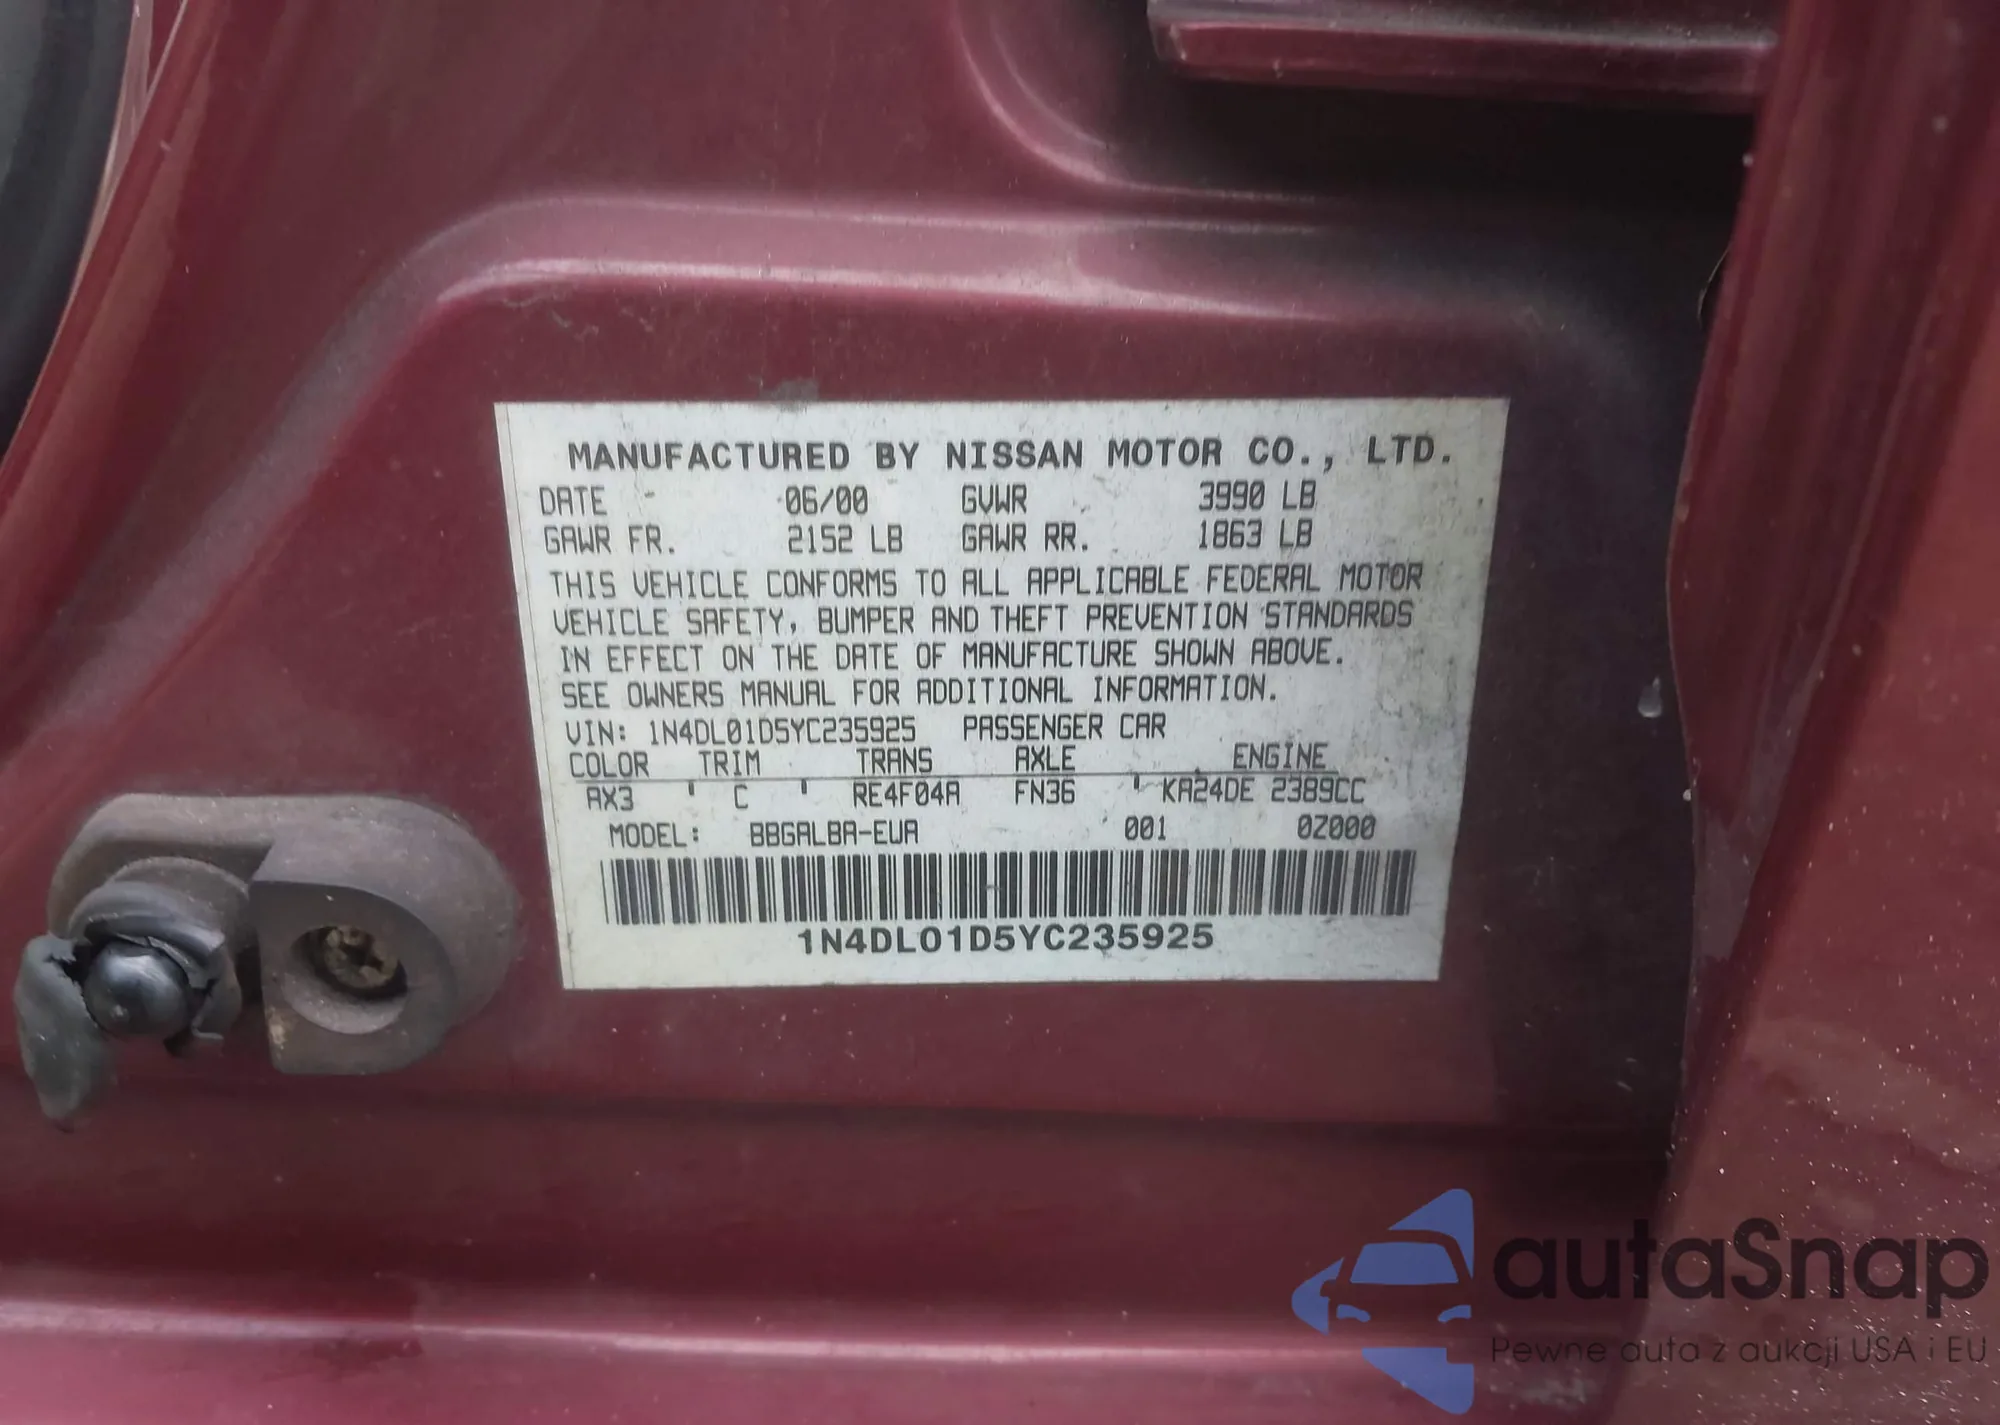 MANUFACTURED BY NISSAN MOTOR CO., LTD.
DATE - 06/00 GVWR 3990 LB
GAWR FR. 2152 LB GAWR RR. 1863 LB
THIS VEHICLE CONFORMS TO ALL APPLICABLE FEDERAL MOTOR
VEHICLE SAFETY, BUMPER AND THEFT PREVENTION STANDARDS
IN EFFECT ON THE DATE OF MANUFACTURE SHOWN ABOVE.
SEE OWNERS MANUAL FOR ADDITIONAL INFORMATION.
VIN: 1N4DL01D5YC235925 PASSENGER CAR
COLOR TRIM TRANS AXLE ENGINE
AX3 C RE4F04A FN36 KA24DE 2389CC
MODEL: BBGALBA-EUA 001 0Z000
1N4DL01D5YC235925
autaSnap
Pewne auta z aukcji USA i EU